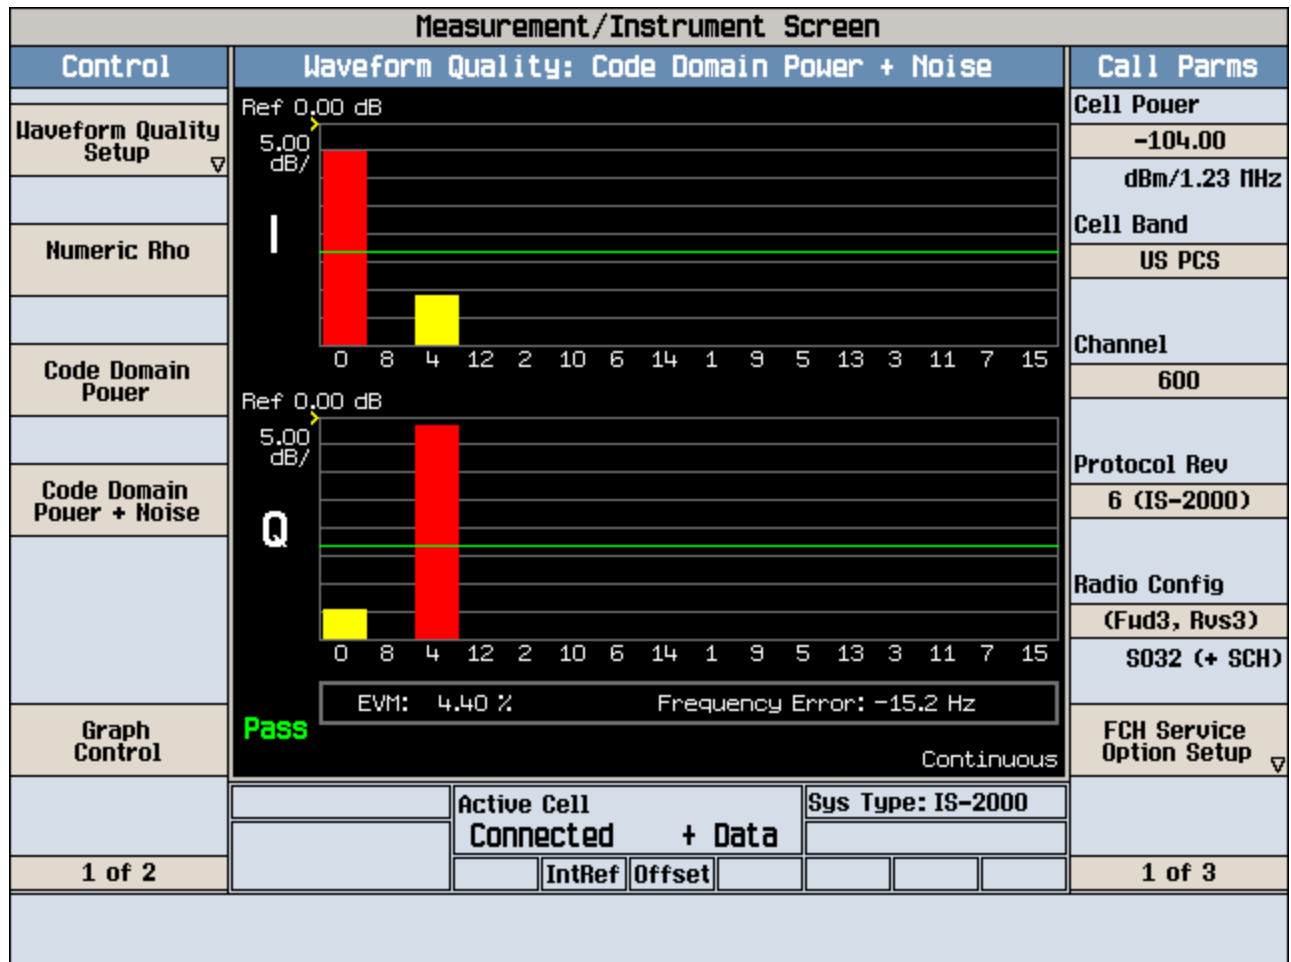 Measurement/Instrument Screen
Control
Waveform Quality
Setup
Numeric Rho
Code Domain
Power
Code Domain
Power + Noise
Graph
Control
1 of 2
Waveform Quality: Code Domain Power + Noise
Ref 0.00 dB
5.00
dB/
I
0 8 4 12 2 10 6 14 1 9 5 13 3 11 7 15
Ref 0.00 dB
5.00
dB/
Q
0 8 4 12 2 10 6 14 1 9 5 13 3 11 7 15
EVM: 4.40 % Frequency Error: -15.2 Hz
Pass
Continuous
Active Cell
Connected + Data
Sys Type: IS-2000
IntRef Offset
Call Parms
Cell Power
-104.00
dBm/1.23 MHz
Cell Band
US PCS
Channel
600
Protocol Rev
6 (IS-2000)
Radio Config
(Fwd3, Rvs3)
SO32 (+ SCH)
FCH Service
Option Setup
1 of 3